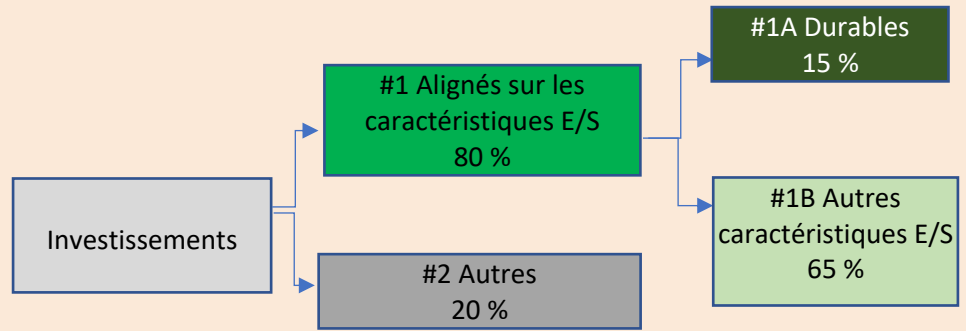 Investissements
#1 Alignés sur les
caractéristiques E/S
80 %
#2 Autres
20 %
#1A Durables
15 %
#1B Autres
caractéristiques E/S
65 %